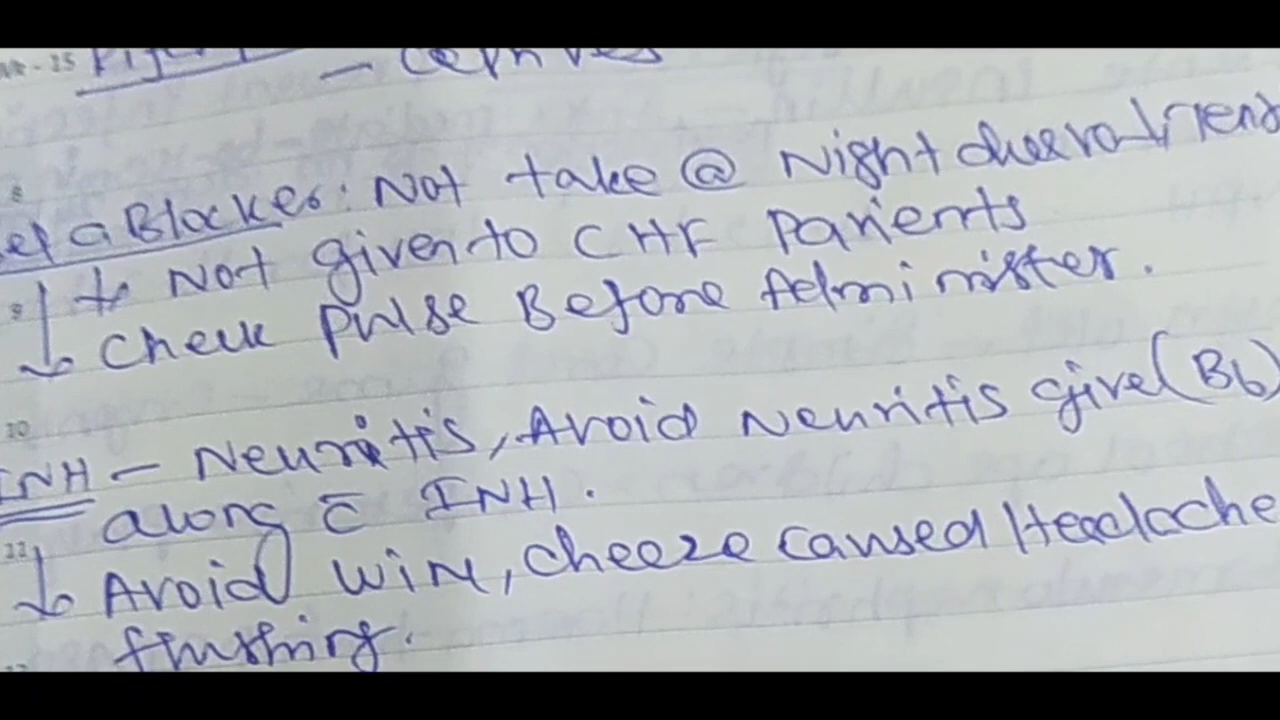 Beta Blocker: Not take @ Night
↓→ Not given to CHF Patients
↳ Check Pulse Before Administer.
INH - Neuritis, Avoid Neuritis give (B6)
along c̄ INH.
↳ Avoid wine, cheeze caused Headache
flushing.